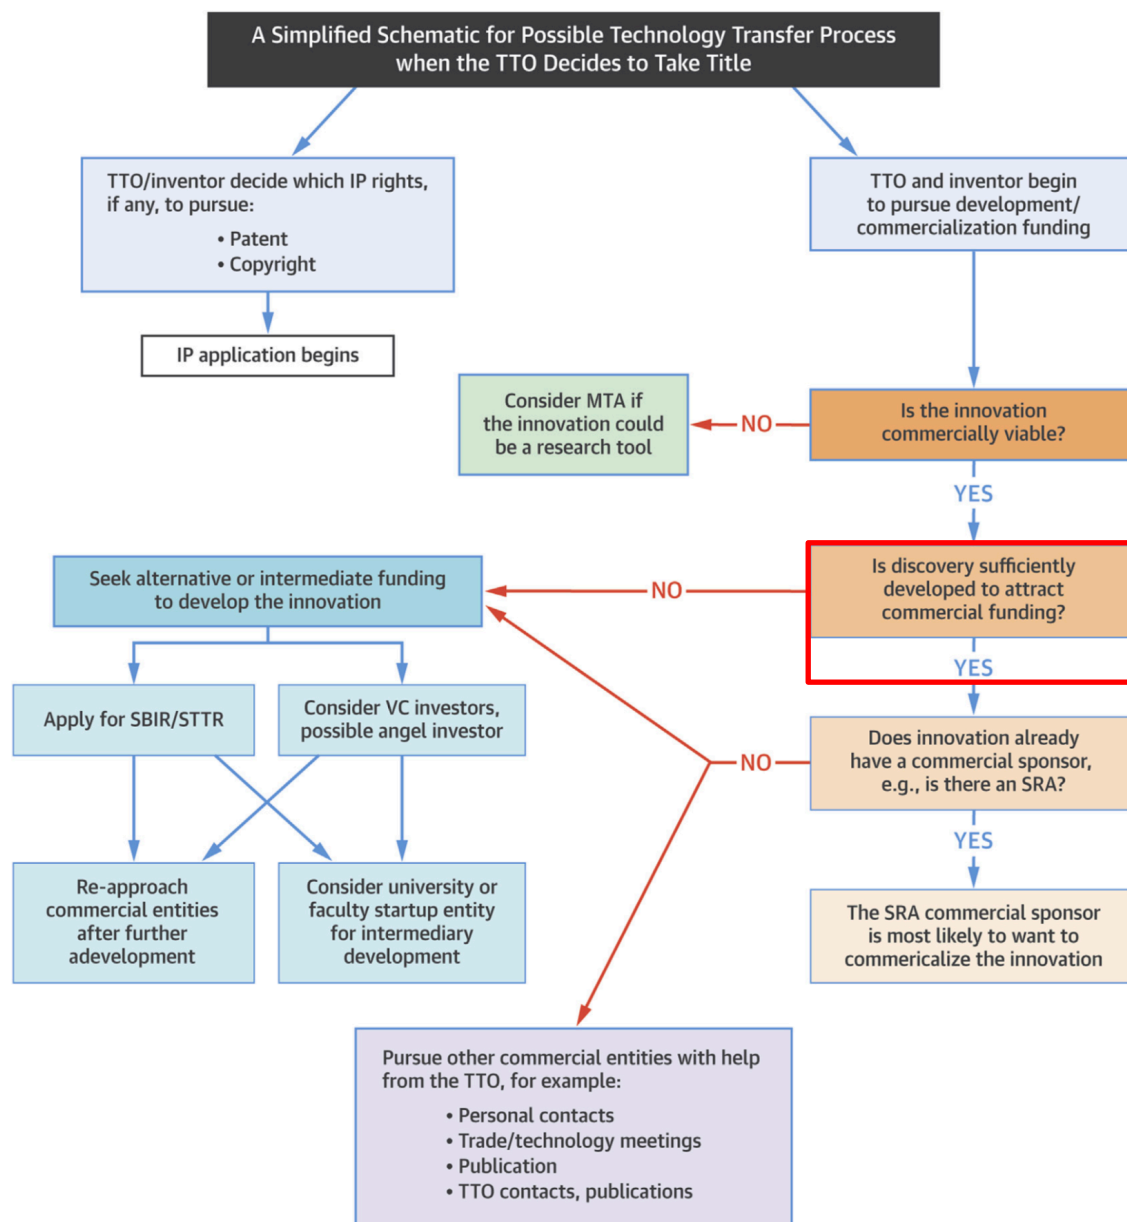 A Simplified Schematic for Possible Technology Transfer Process
when the TTO Decides to Take Title
TTO/inventor decide which IP rights,
if any, to pursue:
• Patent
• Copyright
TTO and inventor begin
to pursue development/
commercialization funding
IP application begins
Consider MTA if
the innovation could
be a research tool
NO
Is the innovation
commercially viable?
YES
Seek alternative or intermediate funding
to develop the innovation
NO
Is discovery sufficiently
developed to attract
commercial funding?
YES
Apply for SBIR/STTR
Consider VC investors,
possible angel investor
NO
Does innovation already
have a commercial sponsor,
e.g., is there an SRA?
YES
Re-approach
commercial entities
after further
adevelopment
Consider university or
faculty startup entity
for intermediary
development
The SRA commercial sponsor
is most likely to want to
commericalize the innovation
Pursue other commercial entities with help
from the TTO, for example:
• Personal contacts
• Trade/technology meetings
• Publication
• TTO contacts, publications